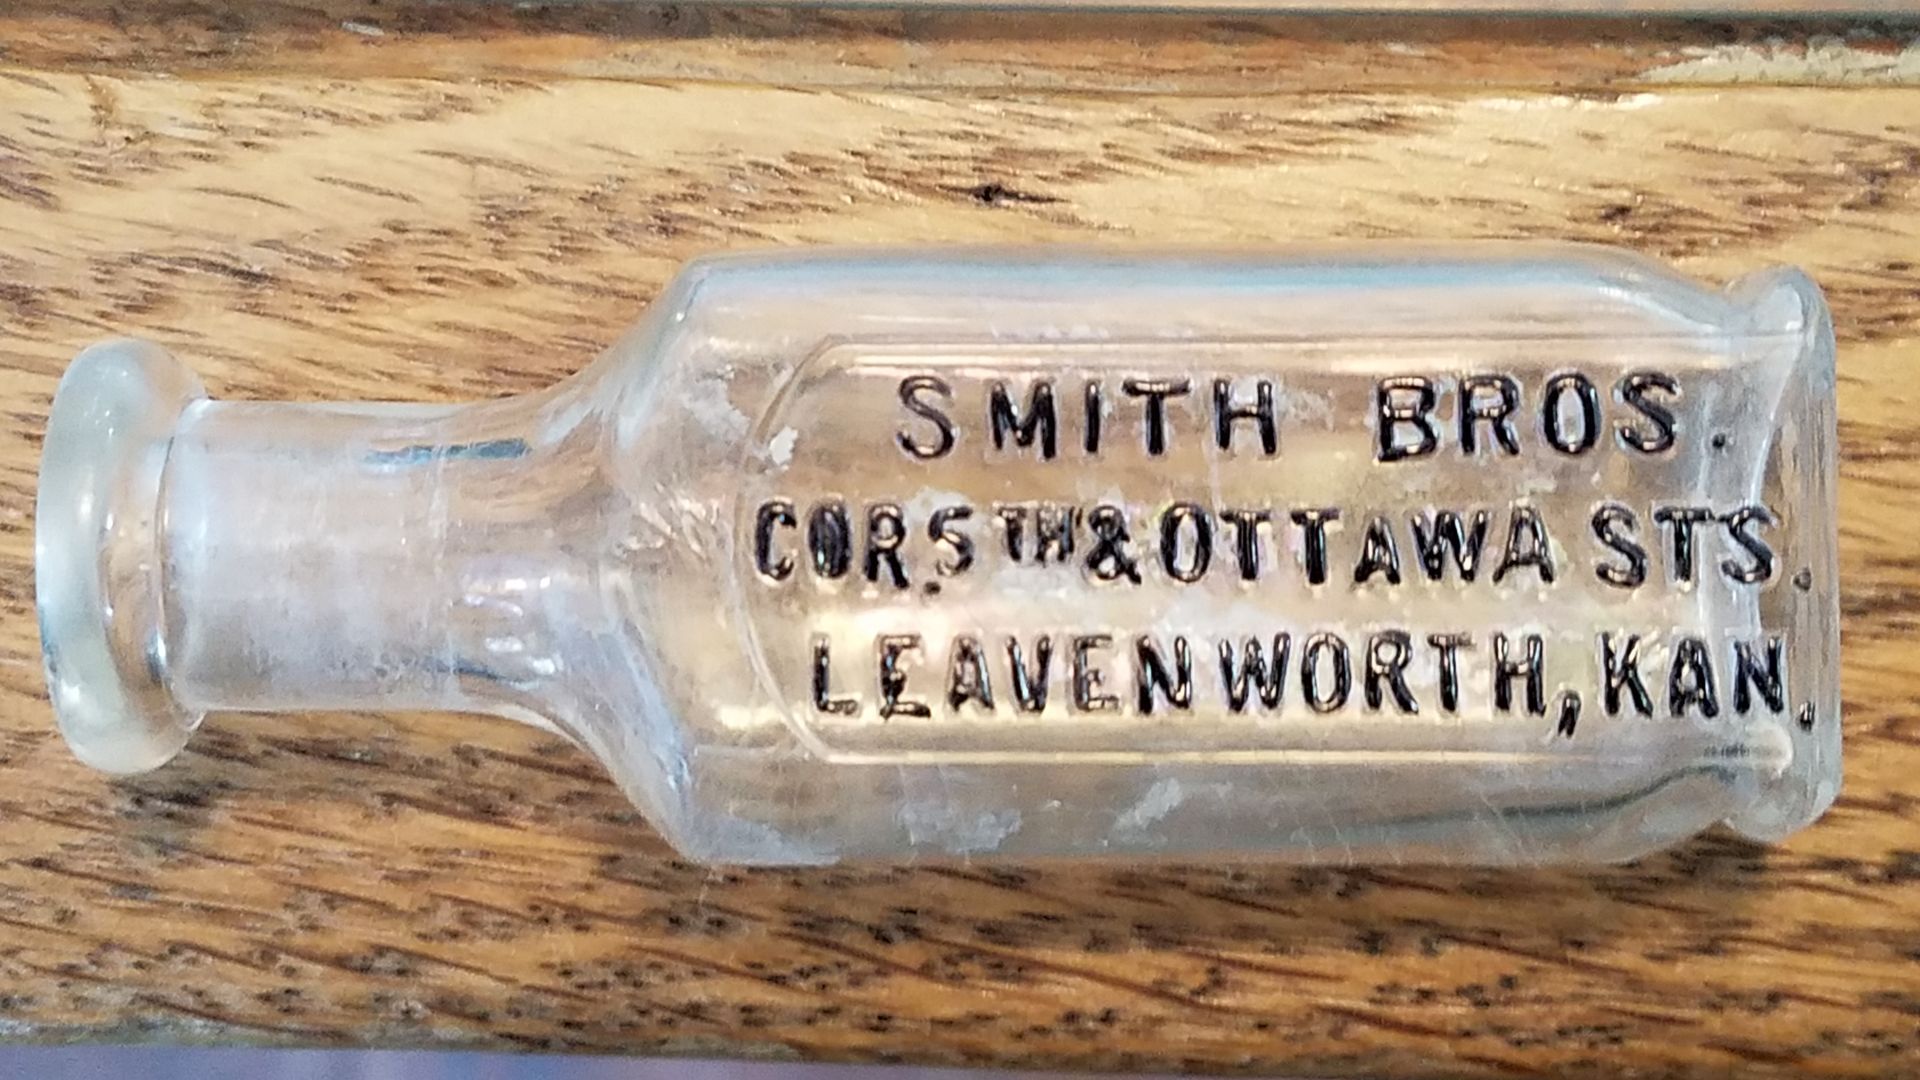 SMITH BROS.
COR. 5TH & OTTAWA STS.
LEAVENWORTH, KAN.